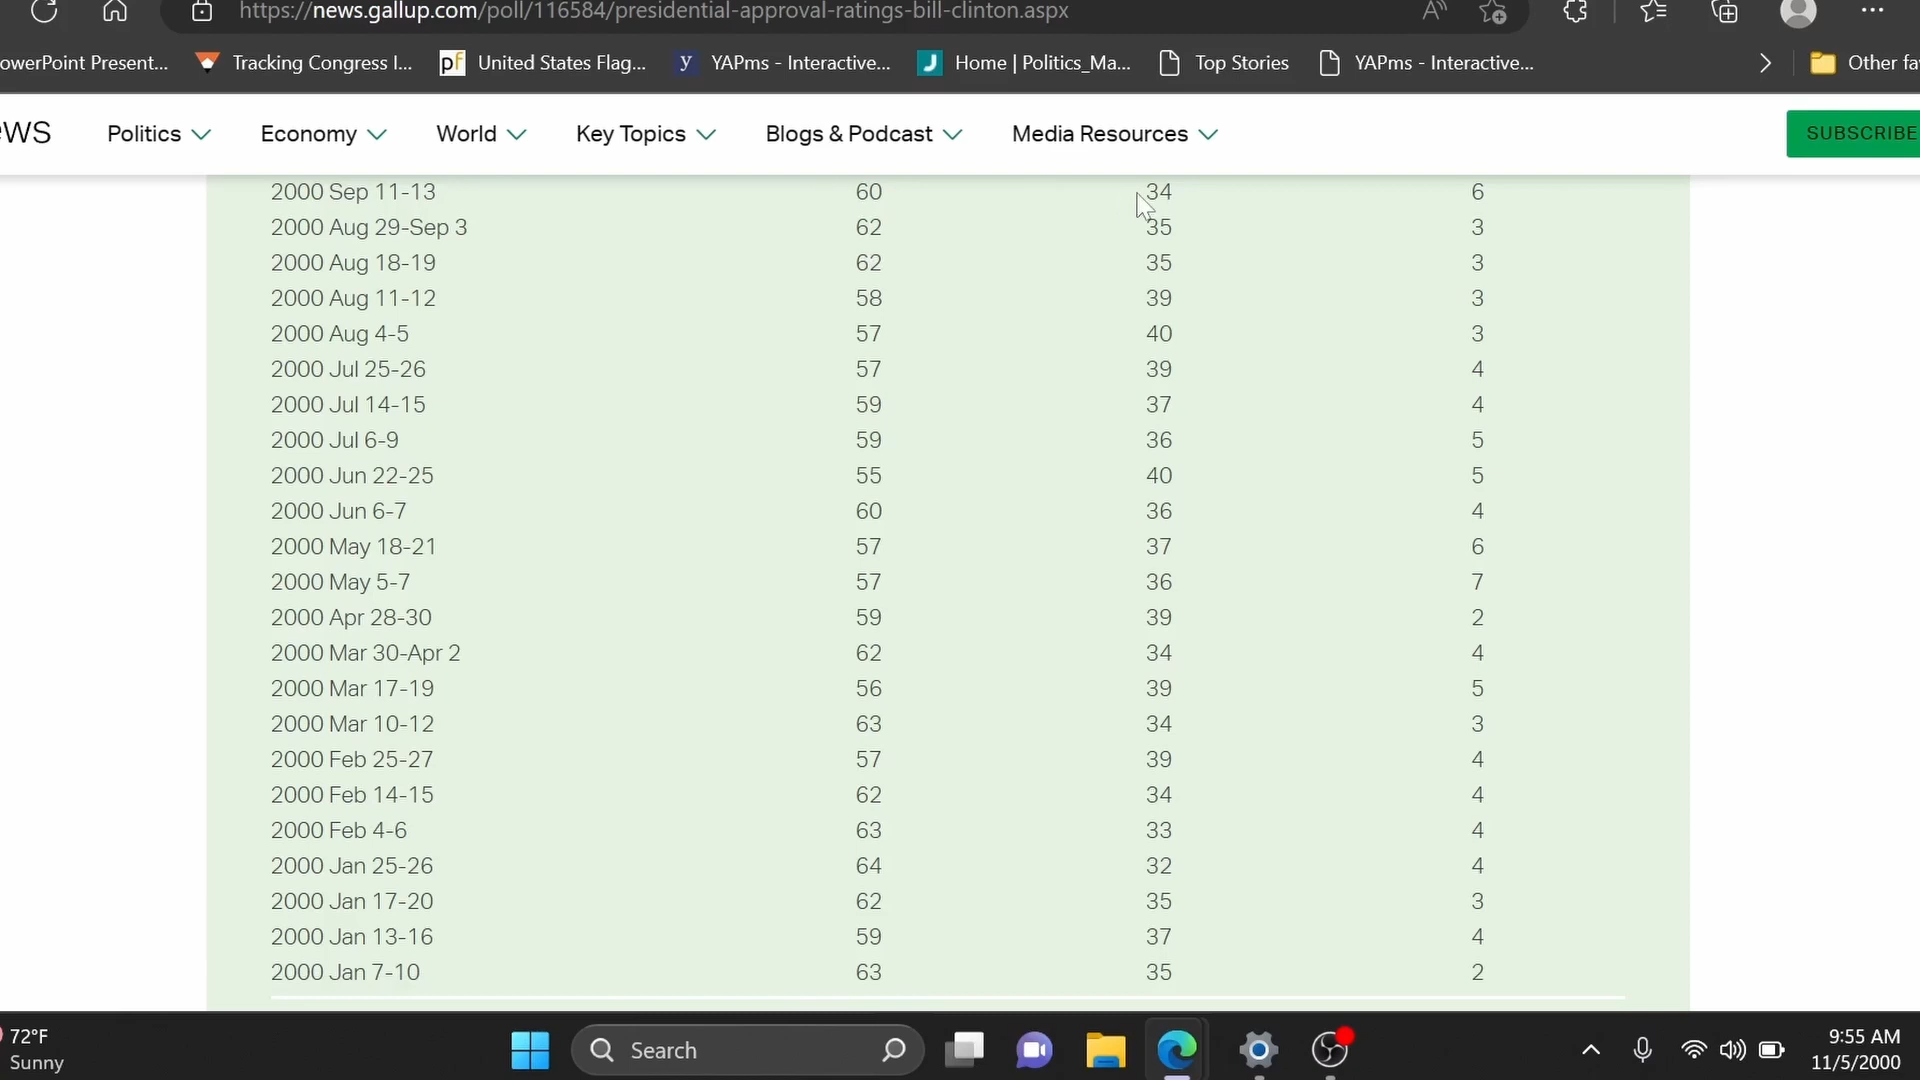 https://news.gallup.com/poll/116584/presidential-approval-ratings-bill-clinton.aspx
owerPoint Present... Tracking Congress I... pf United States Flag... y YAPms - Interactive... J Home | Politics_Ma... Top Stories YAPms - Interactive... Other fa
ews Politics Economy World Key Topics Blogs & Podcast Media Resources SUBSCRIBE
2000 Sep 11-13 60 34 6
2000 Aug 29-Sep 3 62 35 3
2000 Aug 18-19 62 35 3
2000 Aug 11-12 58 39 3
2000 Aug 4-5 57 40 3
2000 Jul 25-26 57 39 4
2000 Jul 14-15 59 37 4
2000 Jul 6-9 59 36 5
2000 Jun 22-25 55 40 5
2000 Jun 6-7 60 36 4
2000 May 18-21 57 37 6
2000 May 5-7 57 36 7
2000 Apr 28-30 59 39 2
2000 Mar 30-Apr 2 62 34 4
2000 Mar 17-19 56 39 5
2000 Mar 10-12 63 34 3
2000 Feb 25-27 57 39 4
2000 Feb 14-15 62 34 4
2000 Feb 4-6 63 33 4
2000 Jan 25-26 64 32 4
2000 Jan 17-20 62 35 3
2000 Jan 13-16 59 37 4
2000 Jan 7-10 63 35 2
72°F
Sunny
Search
9:55 AM
11/5/2000